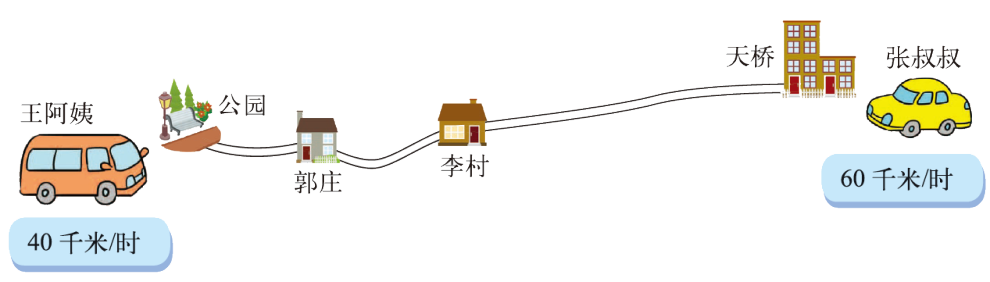 天桥
张叔叔
王阿姨
公园
李村
郭庄
60 千米/时
40 千米/时